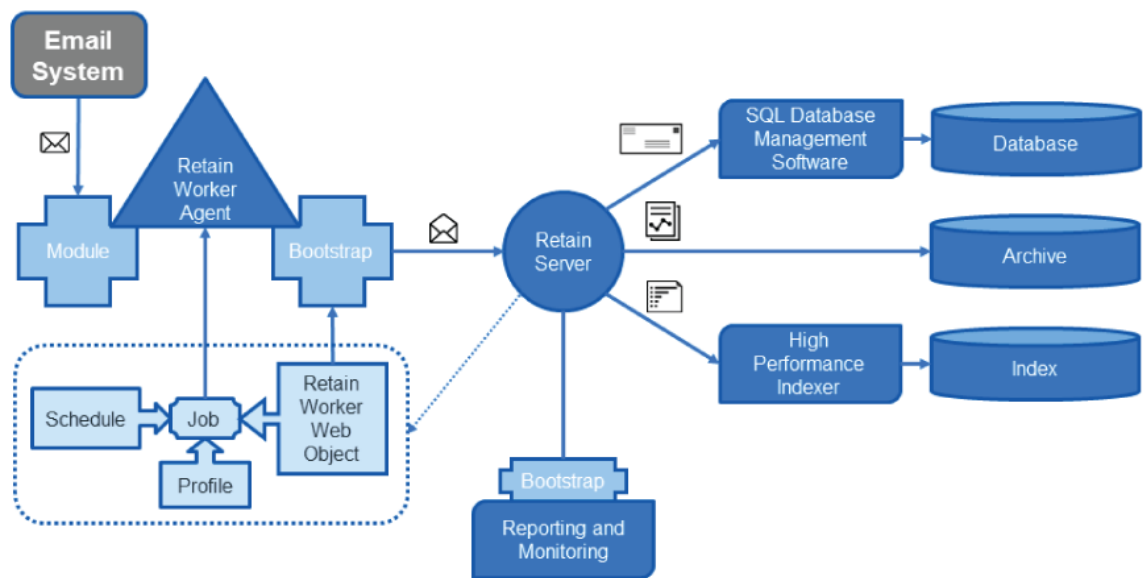 Email
System
Retain
Worker
Agent
Module
Bootstrap
Retain
Server
SQL Database
Management
Software
Database
Archive
High
Performance
Indexer
Index
Schedule
Job
Retain
Worker
Web
Object
Profile
Bootstrap
Reporting and
Monitoring